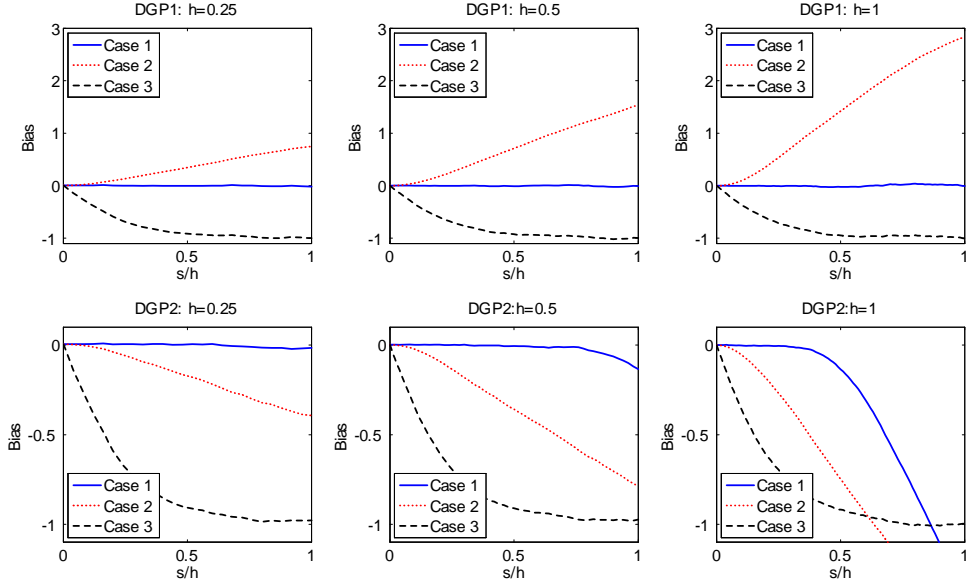 DGP1: h=0.25
DGP1: h=0.5
DGP1: h=1
3
2
1
0
-1
Bias
Case 1
Case 2
Case 3
0
0.5
1
s/h
3
2
1
0
-1
Bias
Case 1
Case 2
Case 3
0
0.5
1
s/h
3
2
1
0
-1
Bias
Case 1
Case 2
Case 3
0
0.5
1
s/h
DGP2: h=0.25
DGP2:h=0.5
DGP2:h=1
0
-0.5
-1
Bias
Case 1
Case 2
Case 3
0
0.5
1
s/h
0
-0.5
-1
Bias
Case 1
Case 2
Case 3
0
0.5
1
s/h
0
-0.5
-1
Bias
Case 1
Case 2
Case 3
0
0.5
1
s/h